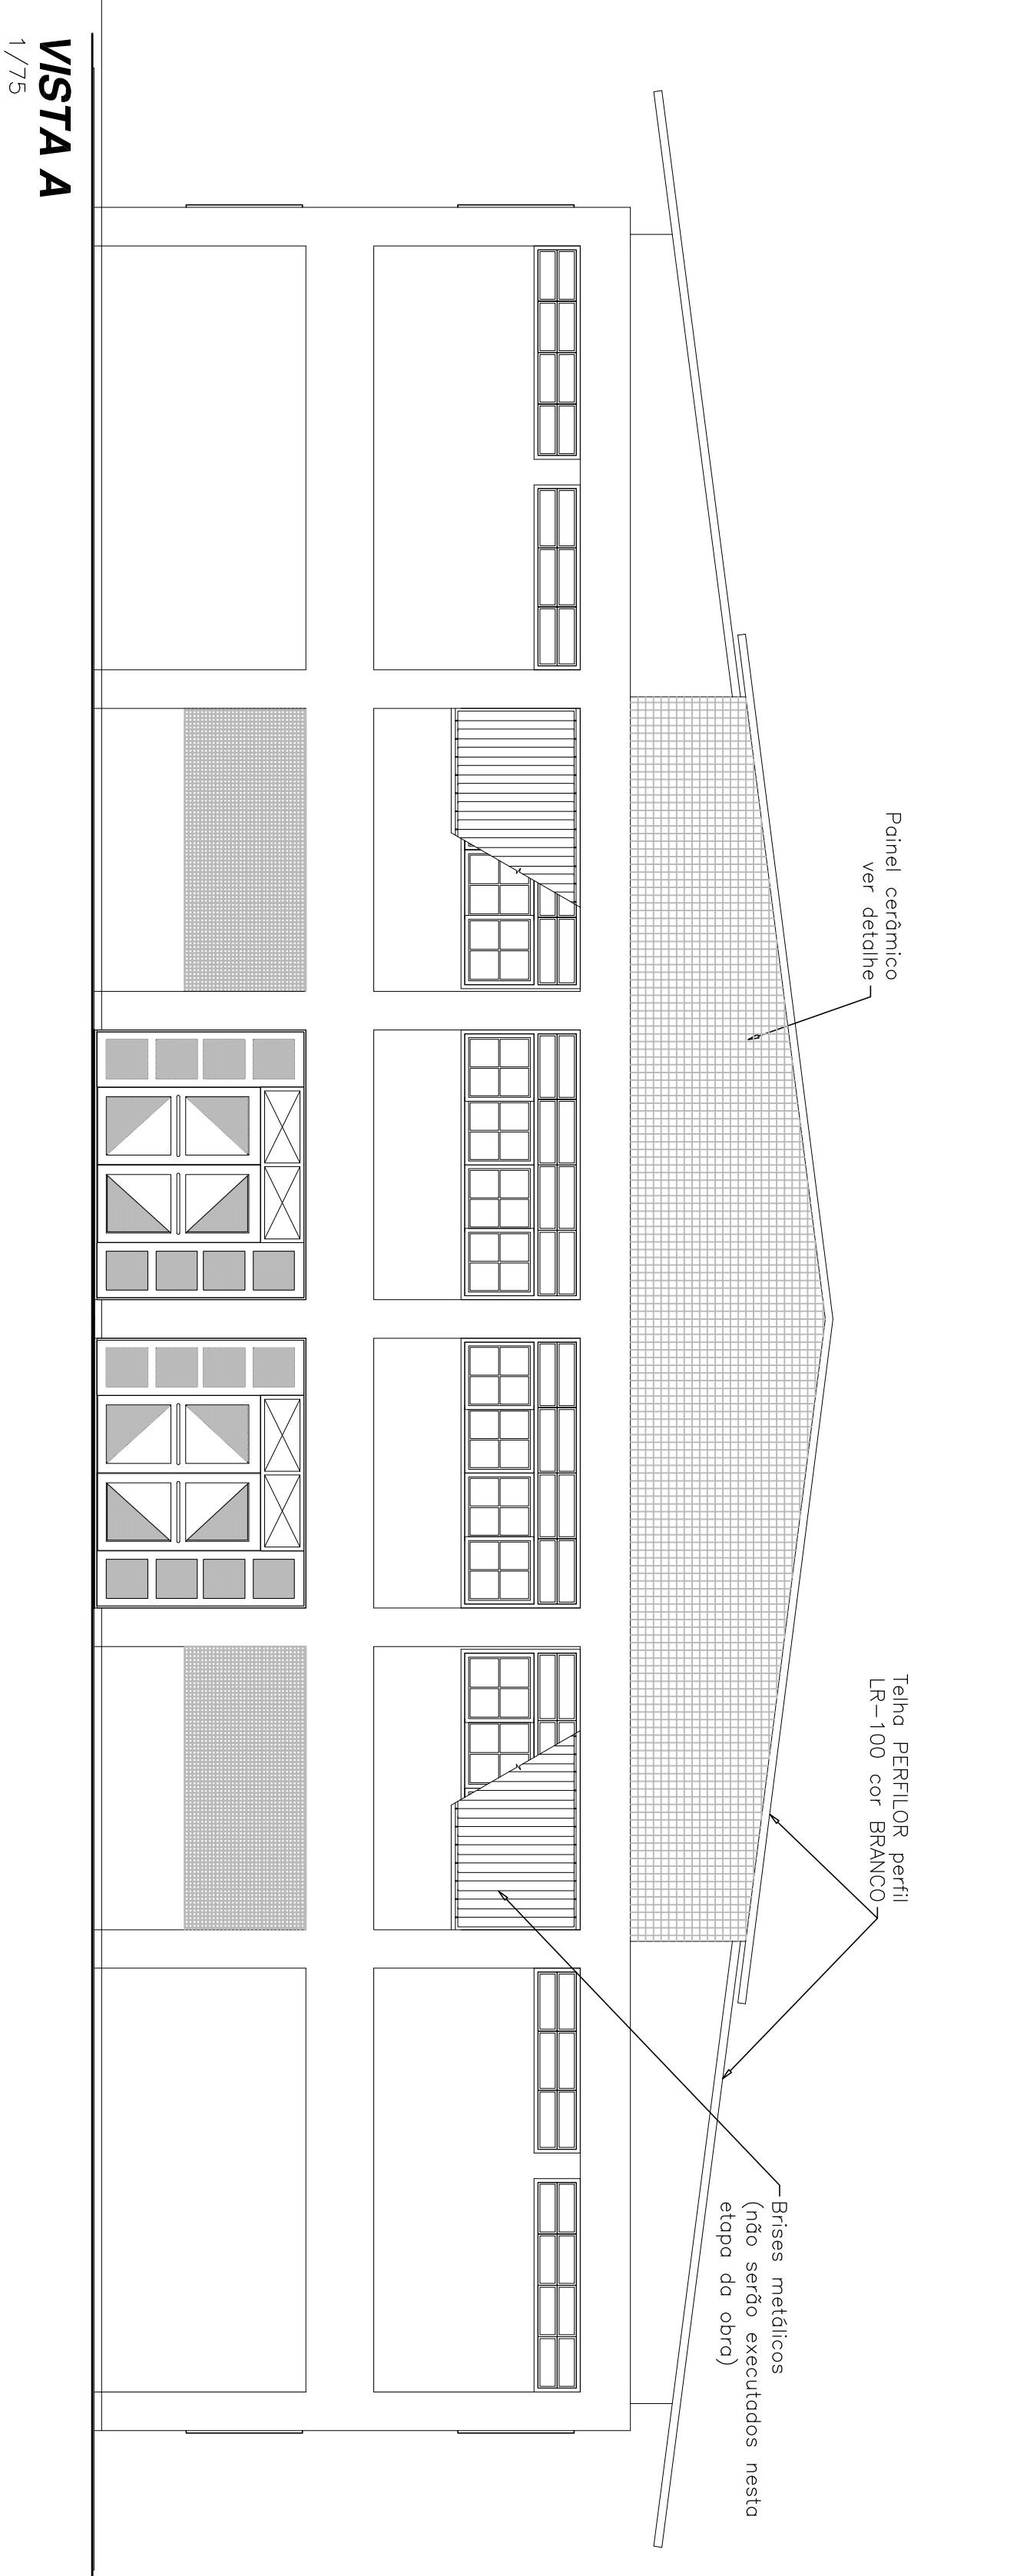 Painel cerâmico
ver detalhe
Telha PERFILOR perfil
LR-100 cor BRANCO
Brises metálicos
(não serão executados nesta
etapa da obra)
VISTA A
1/75